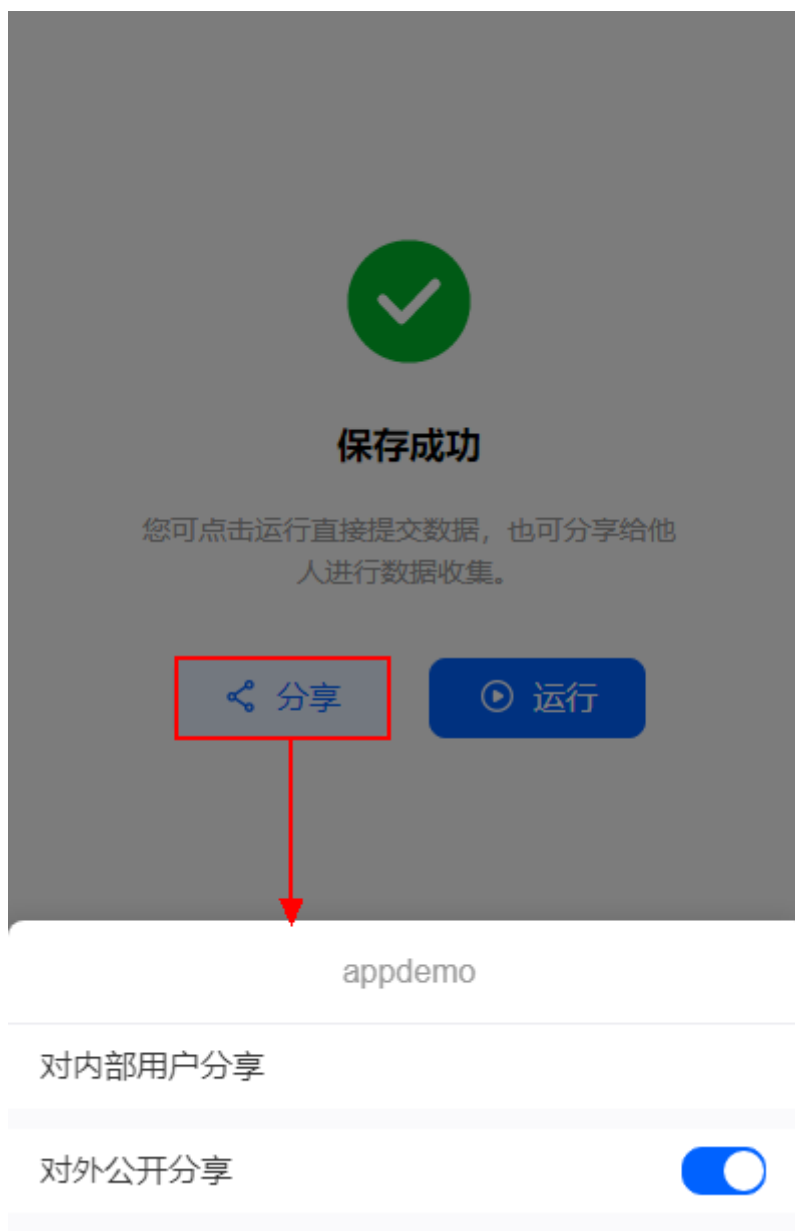 保存成功
您可点击运行直接提交数据，也可分享给他
人进行数据收集。
分享 运行
appdemo
对内部用户分享
对外公开分享